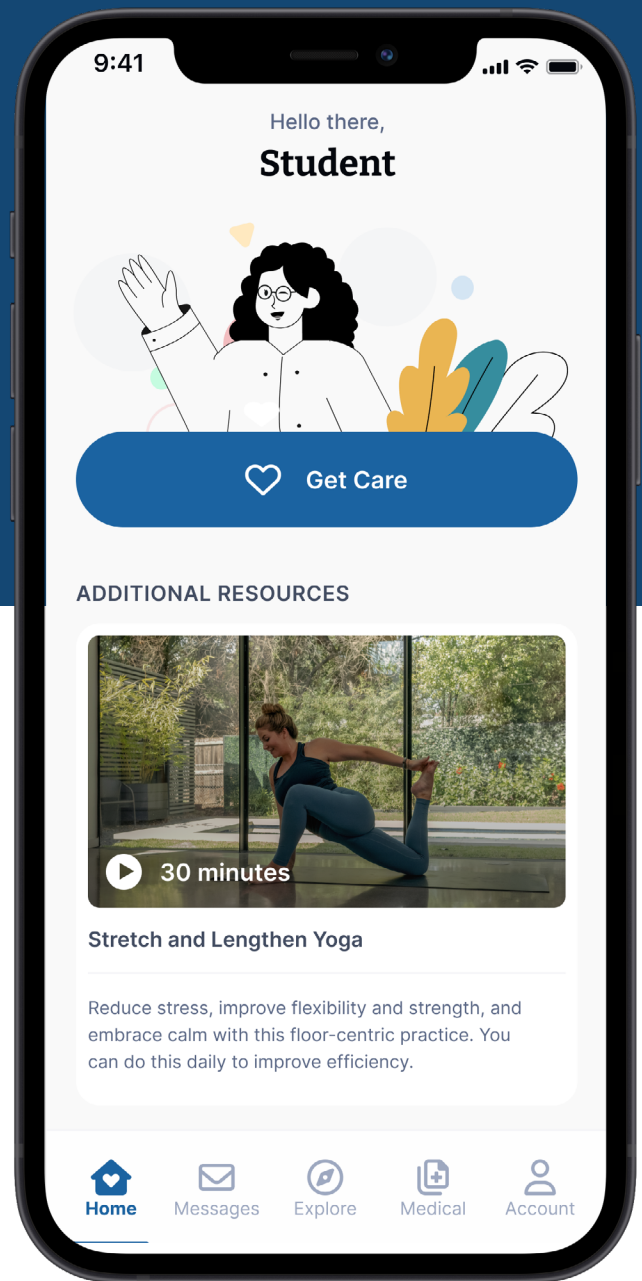 9:41
Hello there,
Student
Get Care
ADDITIONAL RESOURCES
30 minutes
Stretch and Lengthen Yoga
Reduce stress, improve flexibility and strength, and
embrace calm with this floor-centric practice. You
can do this daily to improve efficiency.
Home Messages Explore Medical Account